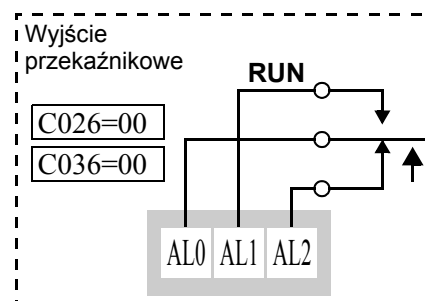 Wyjście
przekaźnikowe
RUN
C026=00
C036=00
AL0 AL1 AL2